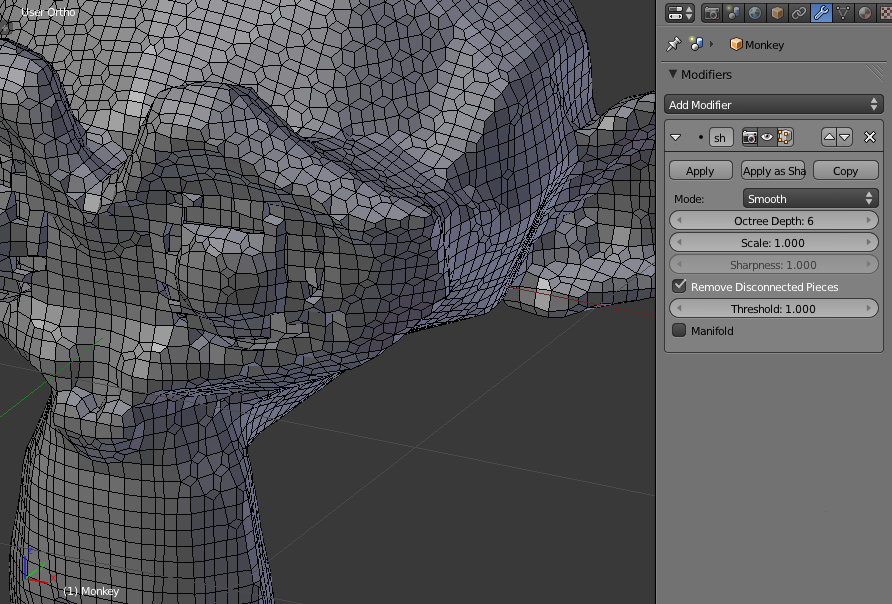 User Ortho
Monkey
Modifiers
Add Modifier
sh
Apply
Apply as Sha
Copy
Mode:
Smooth
Octree Depth: 6
Scale: 1.000
Sharpness: 1.000
Remove Disconnected Pieces
Threshold: 1.000
Manifold
(1) Monkey